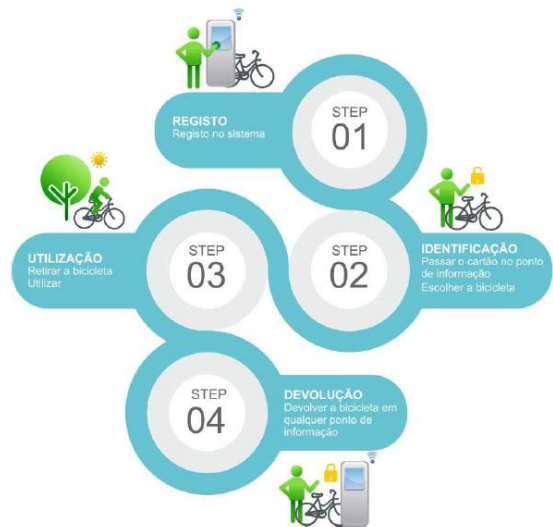 STEP
01
REGISTO
Registo no sistema
STEP
02
IDENTIFICAÇÃO
Passar o cartão no ponto
de informação
Escolher a bicicleta
STEP
03
UTILIZAÇÃO
Retirar a bicicleta
Utilizar
STEP
04
DEVOLUÇÃO
Devolver a bicicleta em
qualquer ponto de
informação